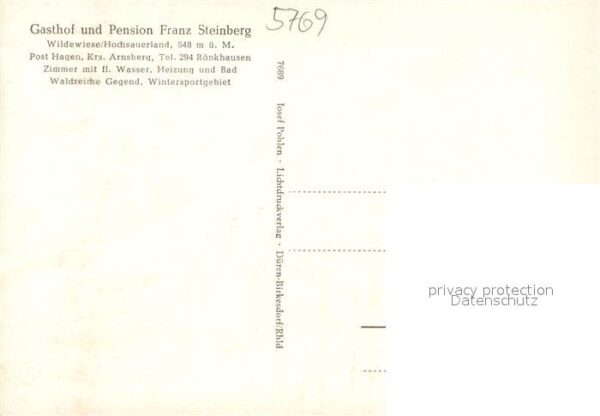 Gasthof und Pension Franz Steinberg
Wildewiese/Hochsauerland, 848 m ü. M.
Post Hagen, Krs. Arnsberg, Tel. 294 Rönkhausen
Zimmer mit fl. Wasser, Heizung und Bad
Waldreiche Gegend, Wintersportgebiet
5769
7689 Josef Pohlen - Lichtdruckverlag - Düren-Birkesdorf/Rhld
privacy protection
Datenschutz